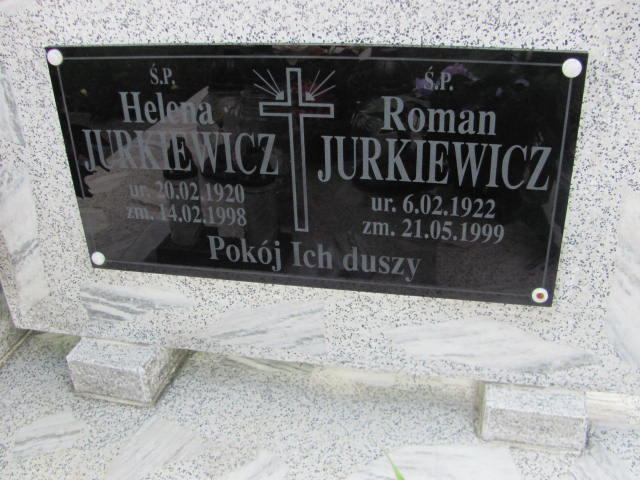 Ś.P.
Helena
JURKIEWICZ
ur. 20.02.1920
zm. 14.02.1998
Ś.P.
Roman
JURKIEWICZ
ur. 6.02.1922
zm. 21.05.1999
Pokój Ich duszy